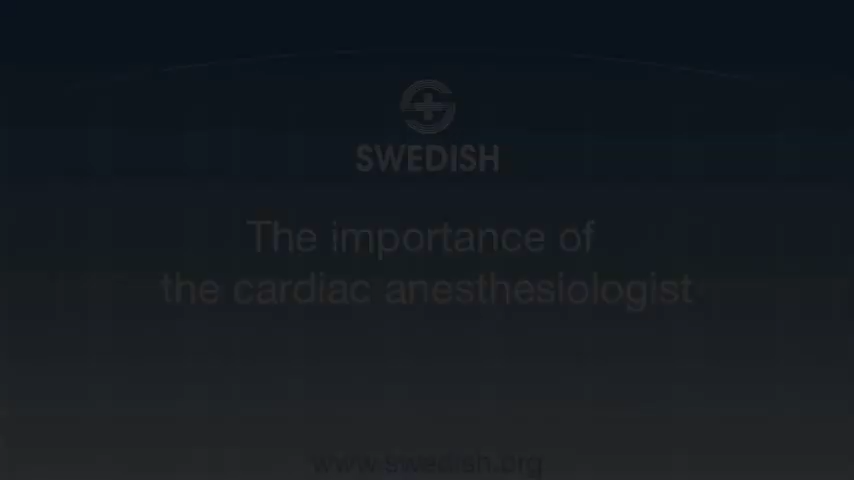 SWEDISH
The importance of
the cardiac anesthesiologist
www.swedish.org